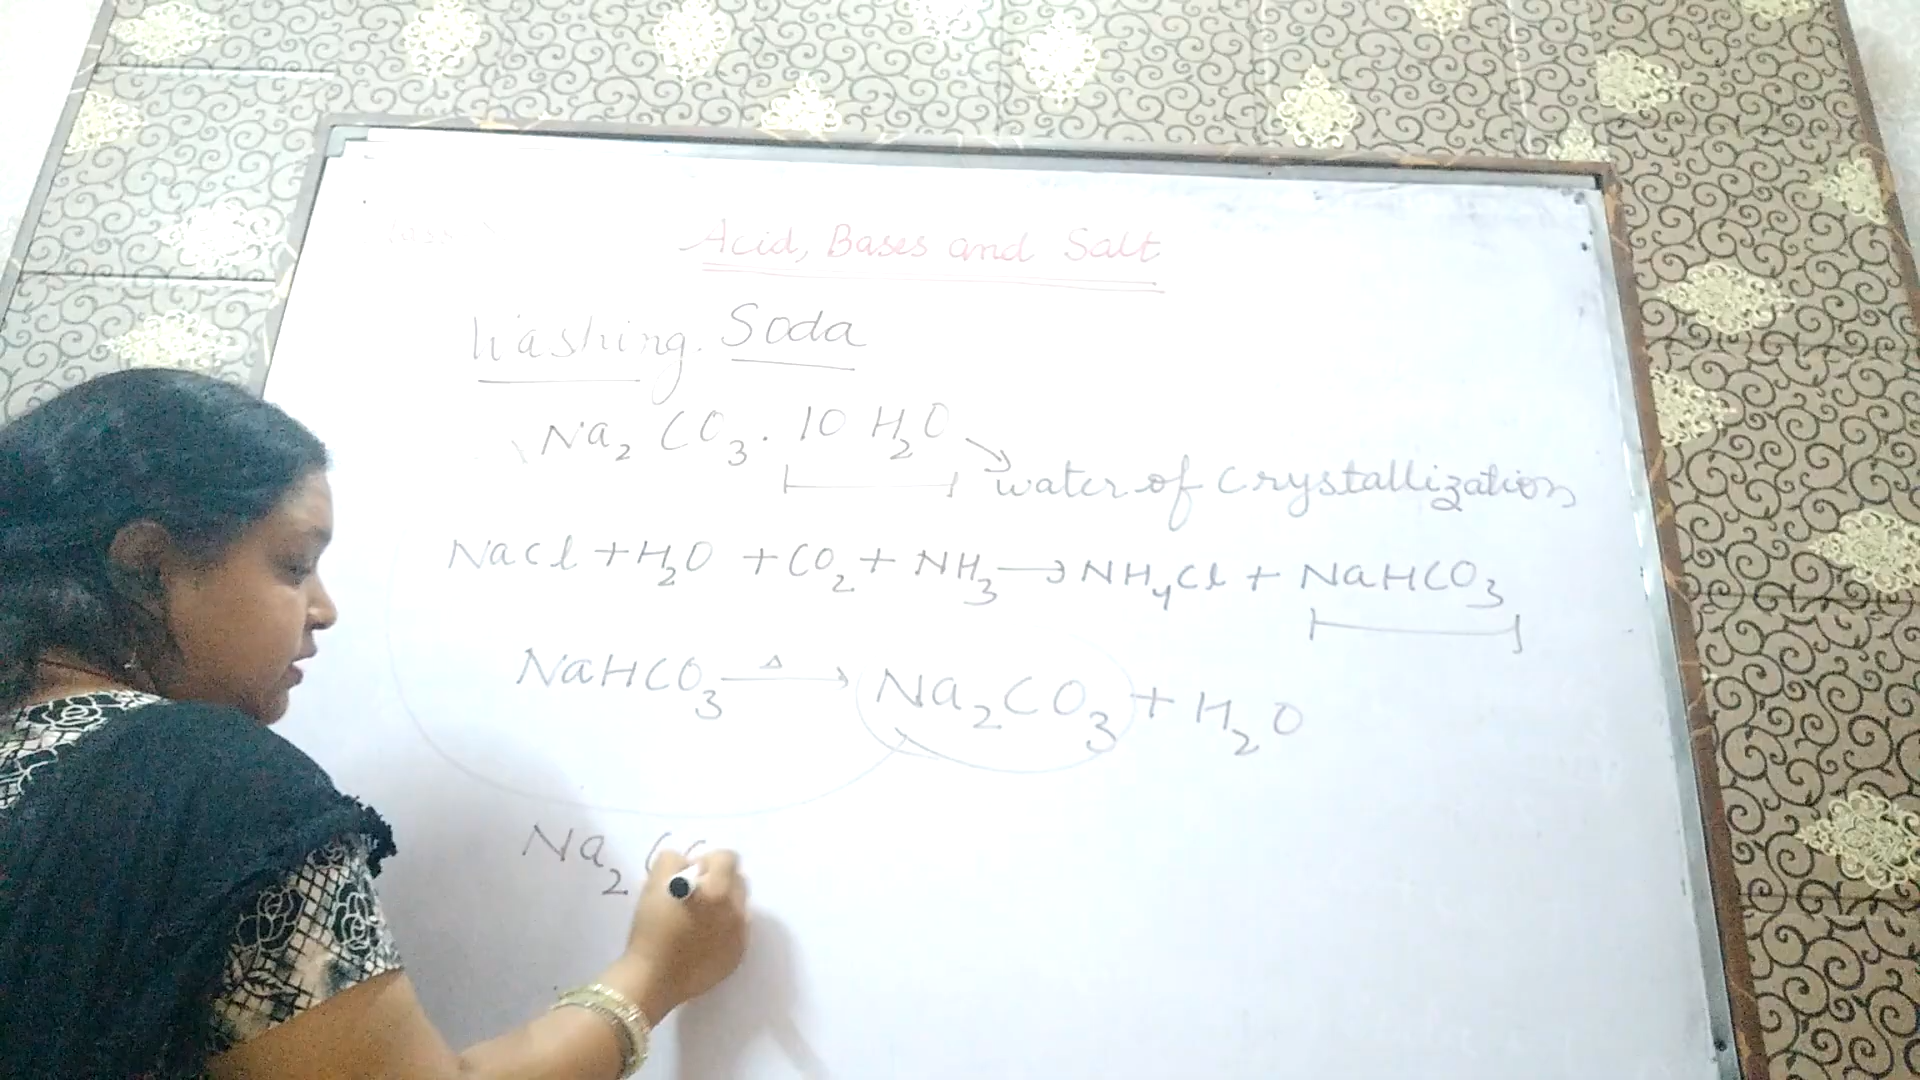 Acid, Bases and Salt
Washing Soda
Na₂CO₃ . 10 H₂O
water of Crystallization
NaCl + H₂O + CO₂ + NH₃ → NH₄Cl + NaHCO₃
NaHCO₃ —Δ→ Na₂CO₃ + H₂O
Na₂ C